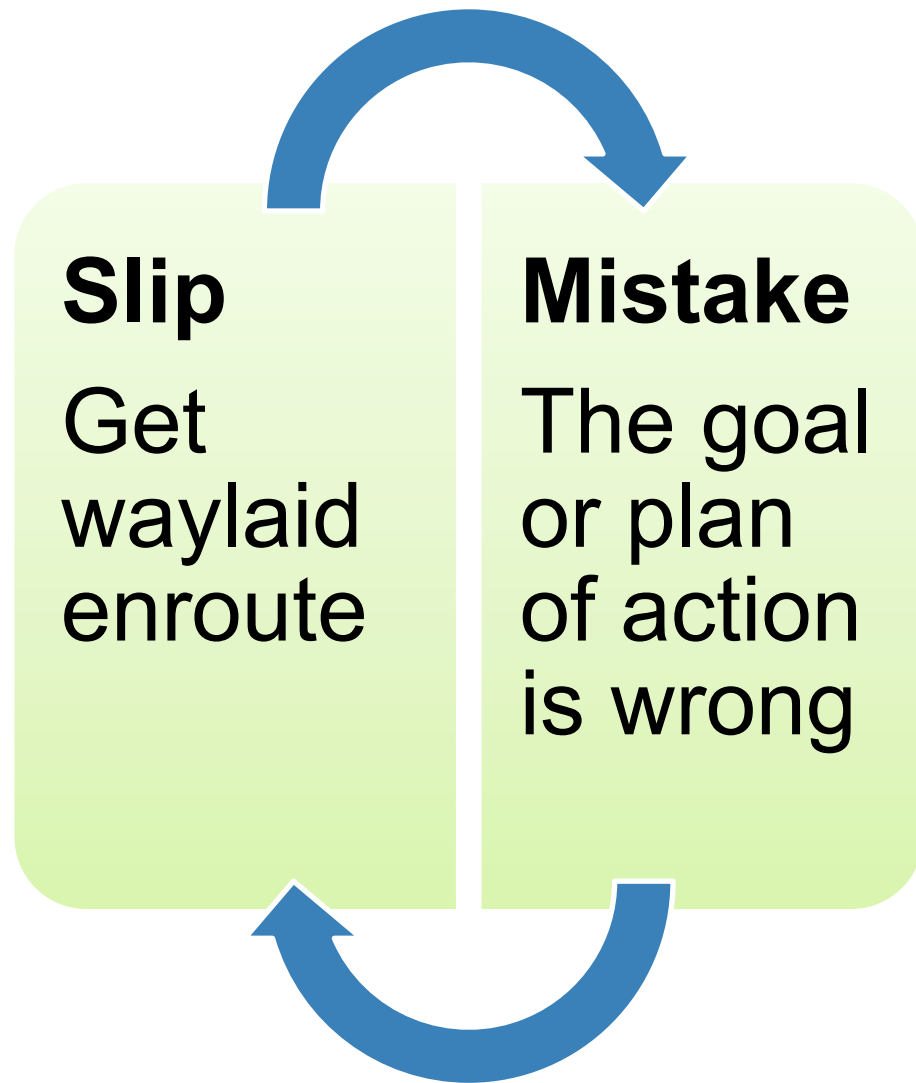 Slip
Get
waylaid
enroute
Mistake
The goal
or plan
of action
is wrong